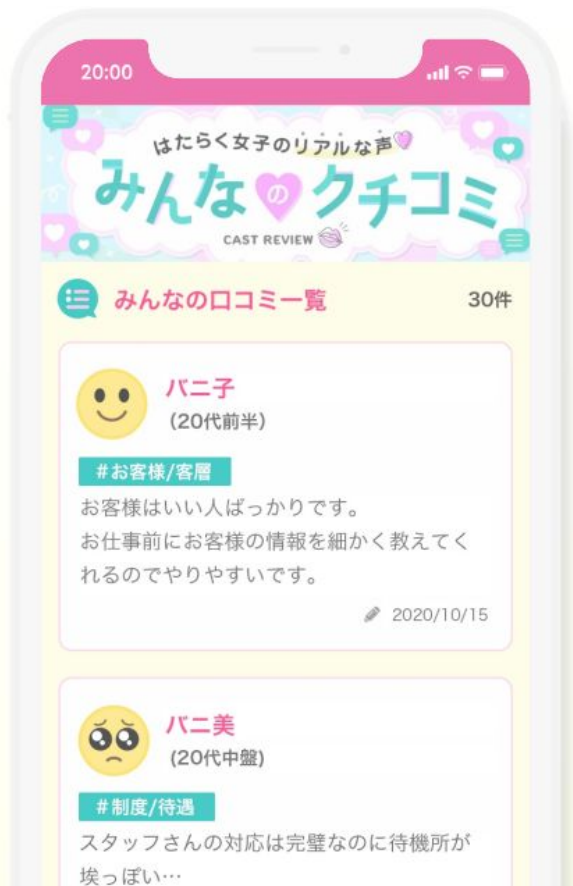 20:00
はたらく女子のリアルな声
みんなのクチコミ
CAST REVIEW
みんなの口コミ一覧
30件
バニ子
(20代前半)
#お客様/客層
お客様はいい人ばっかりです。
お仕事前にお客様の情報を細かく教えてく
れるのでやりやすいです。
2020/10/15
バニ美
(20代中盤)
#制度/待遇
スタッフさんの対応は完璧なのに待機所が
埃っぽい…